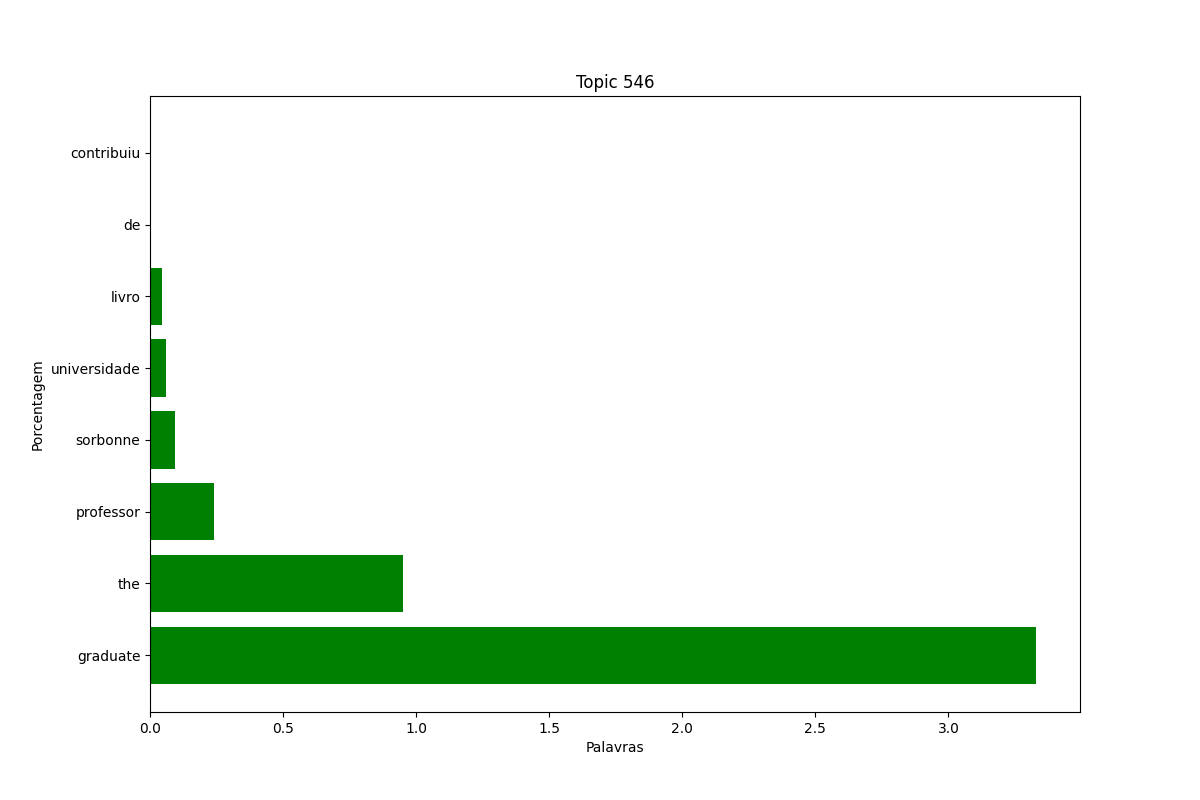 Topic 546
contribuiu
de
livro
universidade
sorbonne
professor
the
graduate
Porcentagem
0.0 0.5 1.0 1.5 2.0 2.5 3.0
Palavras